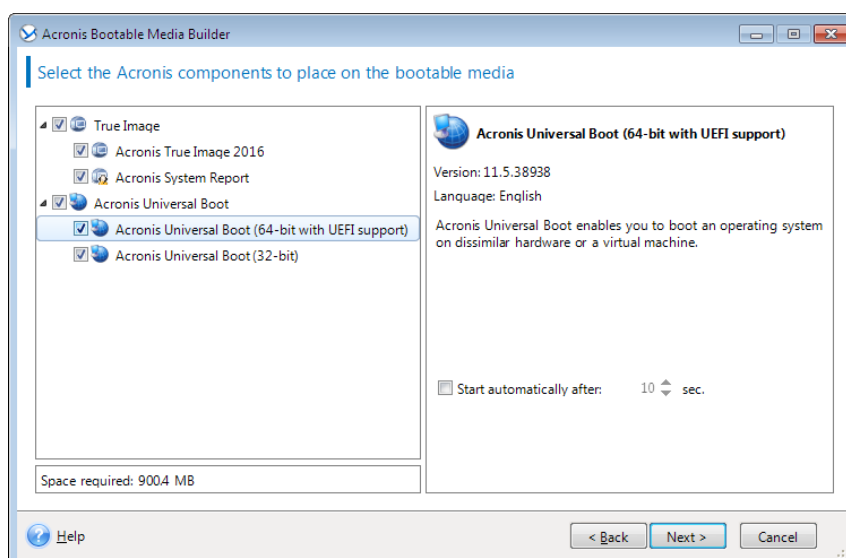 Acronis Bootable Media Builder
Select the Acronis components to place on the bootable media
True Image
Acronis True Image 2016
Acronis System Report
Acronis Universal Boot
Acronis Universal Boot (64-bit with UEFI support)
Acronis Universal Boot (32-bit)
Space required: 900.4 MB
Acronis Universal Boot (64-bit with UEFI support)
Version: 11.5.38938
Language: English
Acronis Universal Boot enables you to boot an operating system
on dissimilar hardware or a virtual machine.
Start automatically after: 10 sec.
Help
< Back
Next >
Cancel